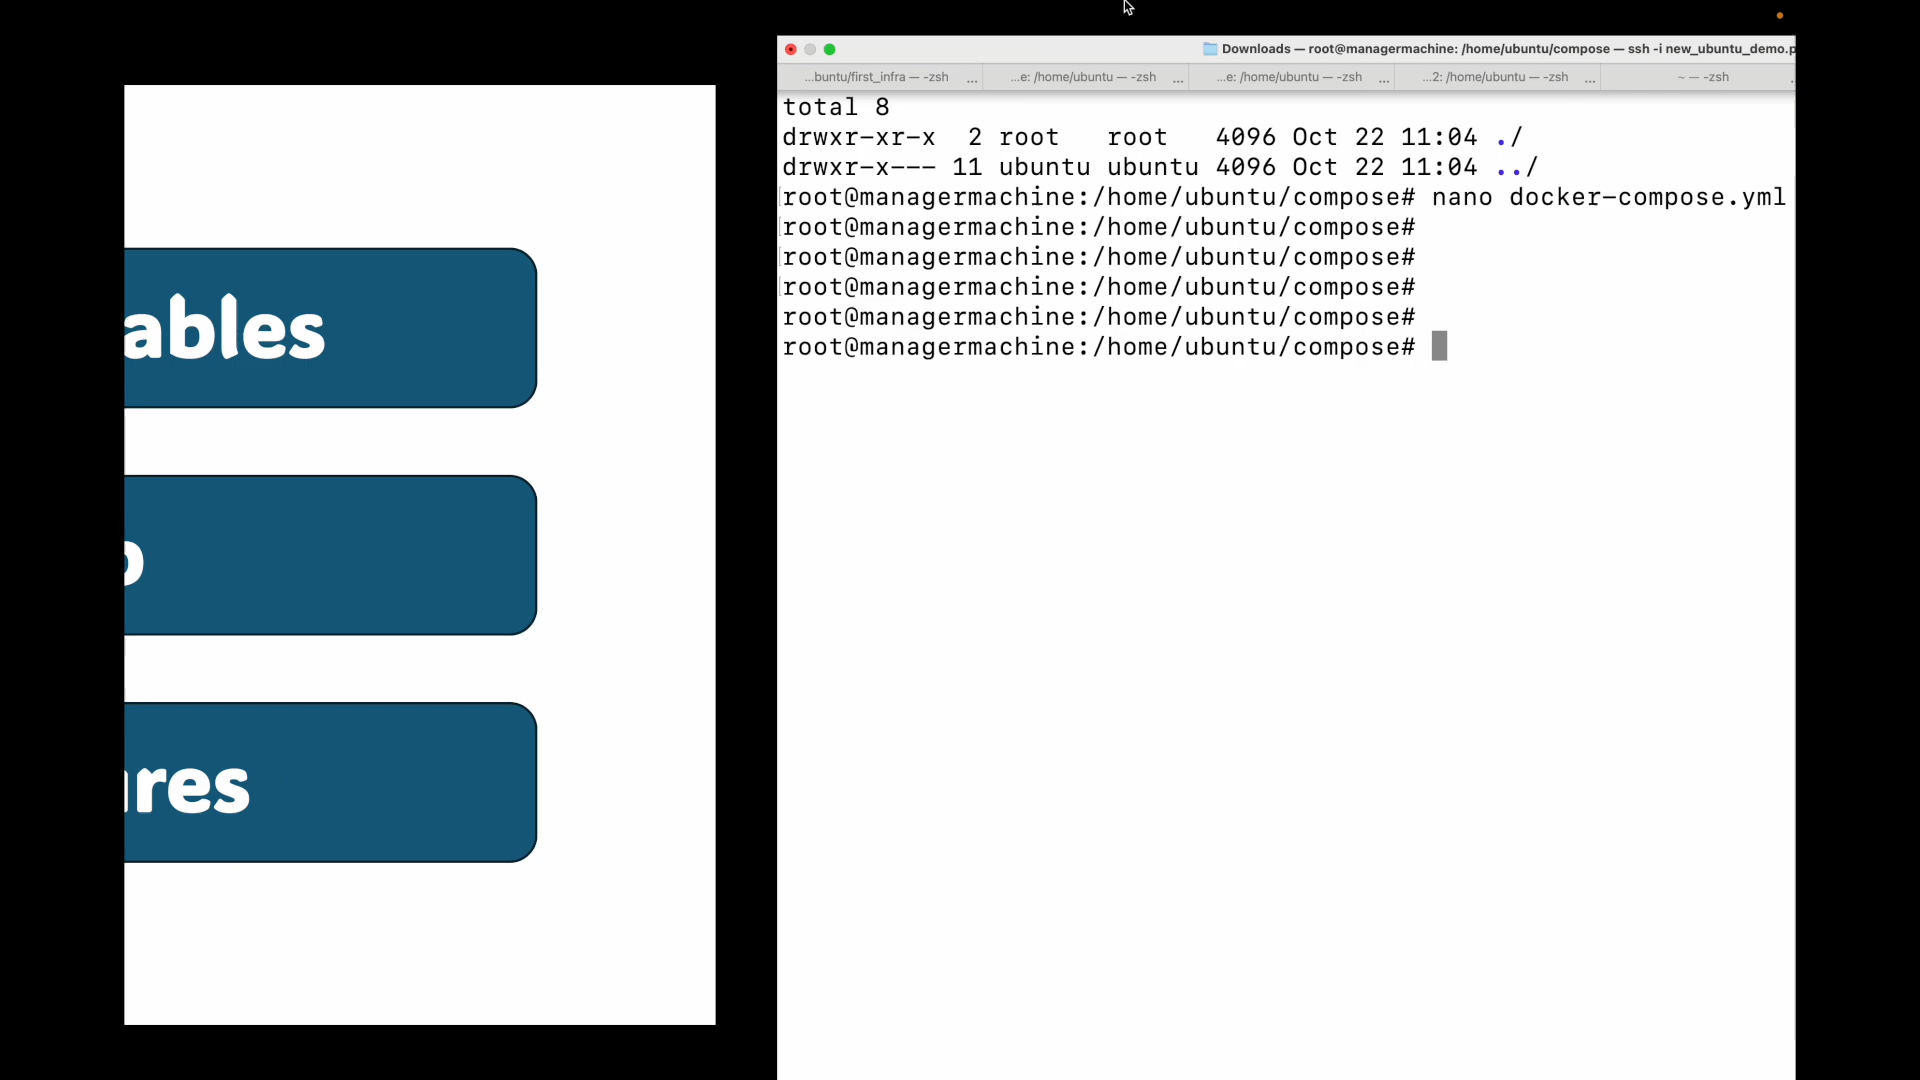 ables
ires
Downloads — root@managermachine: /home/ubuntu/compose — ssh -i new_ubuntu_demo.p
...buntu/first_infra — -zsh ... ...e: /home/ubuntu — -zsh ... ...e: /home/ubuntu — -zsh ... ...2: /home/ubuntu — -zsh ... ~ — -zsh
total 8
drwxr-xr-x  2 root   root   4096 Oct 22 11:04 ./
drwxr-x--- 11 ubuntu ubuntu 4096 Oct 22 11:04 ../
root@managermachine:/home/ubuntu/compose# nano docker-compose.yml
root@managermachine:/home/ubuntu/compose#
root@managermachine:/home/ubuntu/compose#
root@managermachine:/home/ubuntu/compose#
root@managermachine:/home/ubuntu/compose#
root@managermachine:/home/ubuntu/compose#